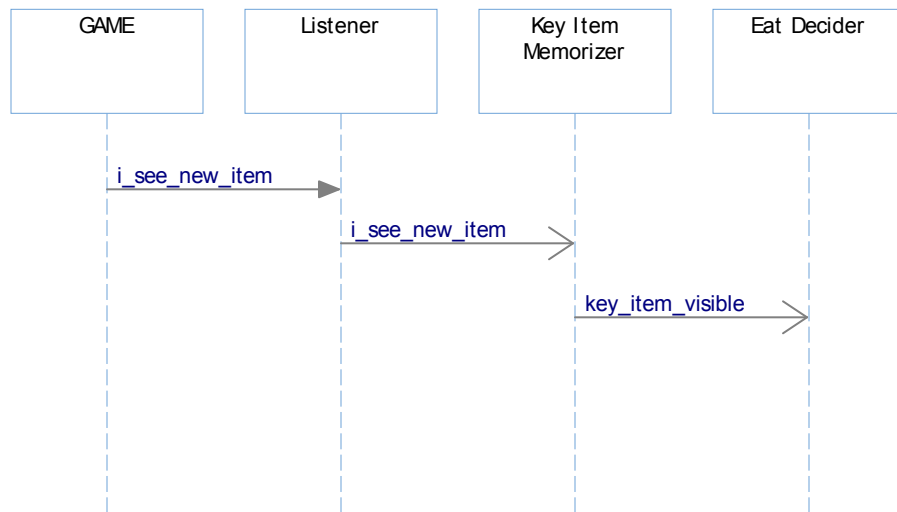 GAME
Listener
Key Item
Memorizer
Eat Decider
i_see_new_item
i_see_new_item
key_item_visible